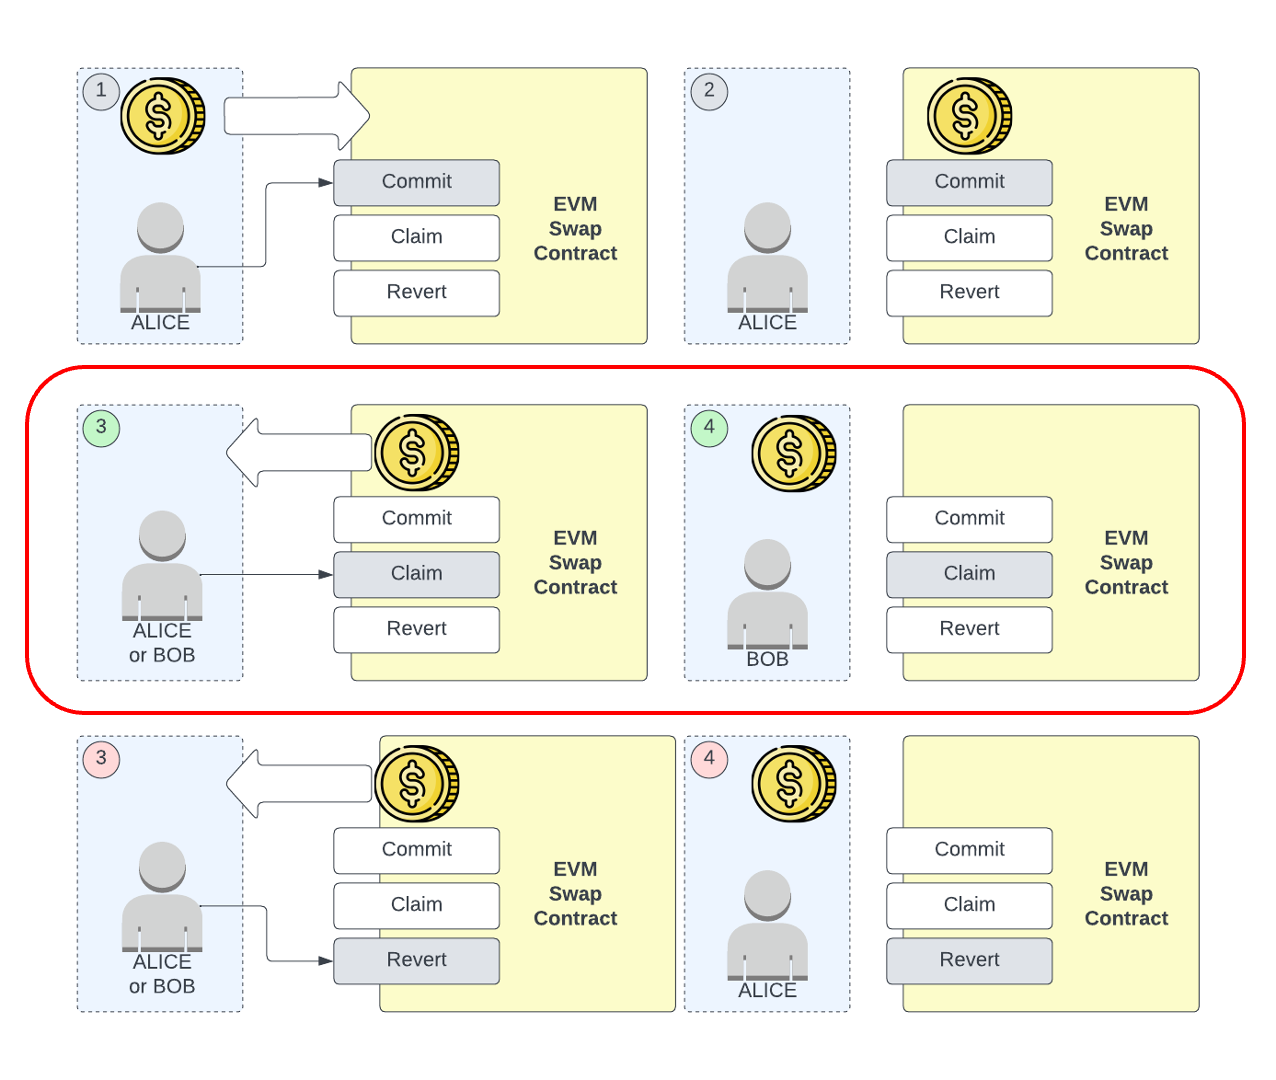 1
Commit
Claim
Revert
EVM
Swap
Contract
ALICE
2
Commit
Claim
Revert
EVM
Swap
Contract
ALICE
3
Commit
Claim
Revert
EVM
Swap
Contract
ALICE
or BOB
4
Commit
Claim
Revert
EVM
Swap
Contract
BOB
3
Commit
Claim
Revert
EVM
Swap
Contract
ALICE
or BOB
4
Commit
Claim
Revert
EVM
Swap
Contract
ALICE